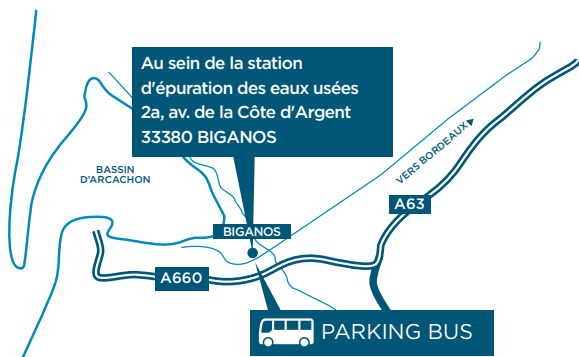 Au sein de la station
d'épuration des eaux usées
2a, av. de la Côte d'Argent
33380 BIGANOS
BASSIN
D'ARCACHON
VERS BORDEAUX
A63
BIGANOS
A660
PARKING BUS